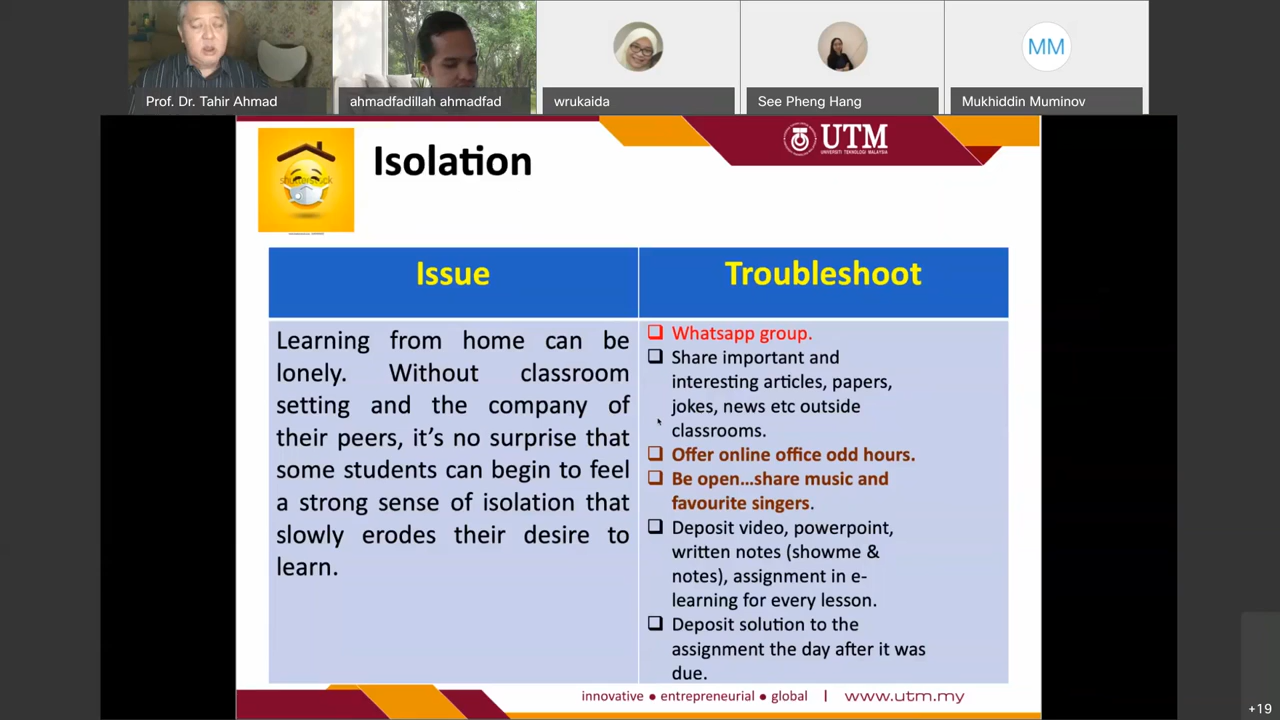 Prof. Dr. Tahir Ahmad
ahmadfadillah ahmadfad
wrukaida
See Pheng Hang
MM
Mukhiddin Muminov
shutterstock
Isolation
UTM
UNIVERSITI TEKNOLOGI MALAYSIA
Issue
Troubleshoot
Learning from home can be
lonely. Without classroom
setting and the company of
their peers, it's no surprise that
some students can begin to feel
a strong sense of isolation that
slowly erodes their desire to
learn.
Whatsapp group.
Share important and
interesting articles, papers,
jokes, news etc outside
classrooms.
Offer online office odd hours.
Be open...share music and
favourite singers.
Deposit video, powerpoint,
written notes (showme &
notes), assignment in e-
learning for every lesson.
Deposit solution to the
assignment the day after it was
due.
innovative ● entrepreneurial ● global | www.utm.my
+19